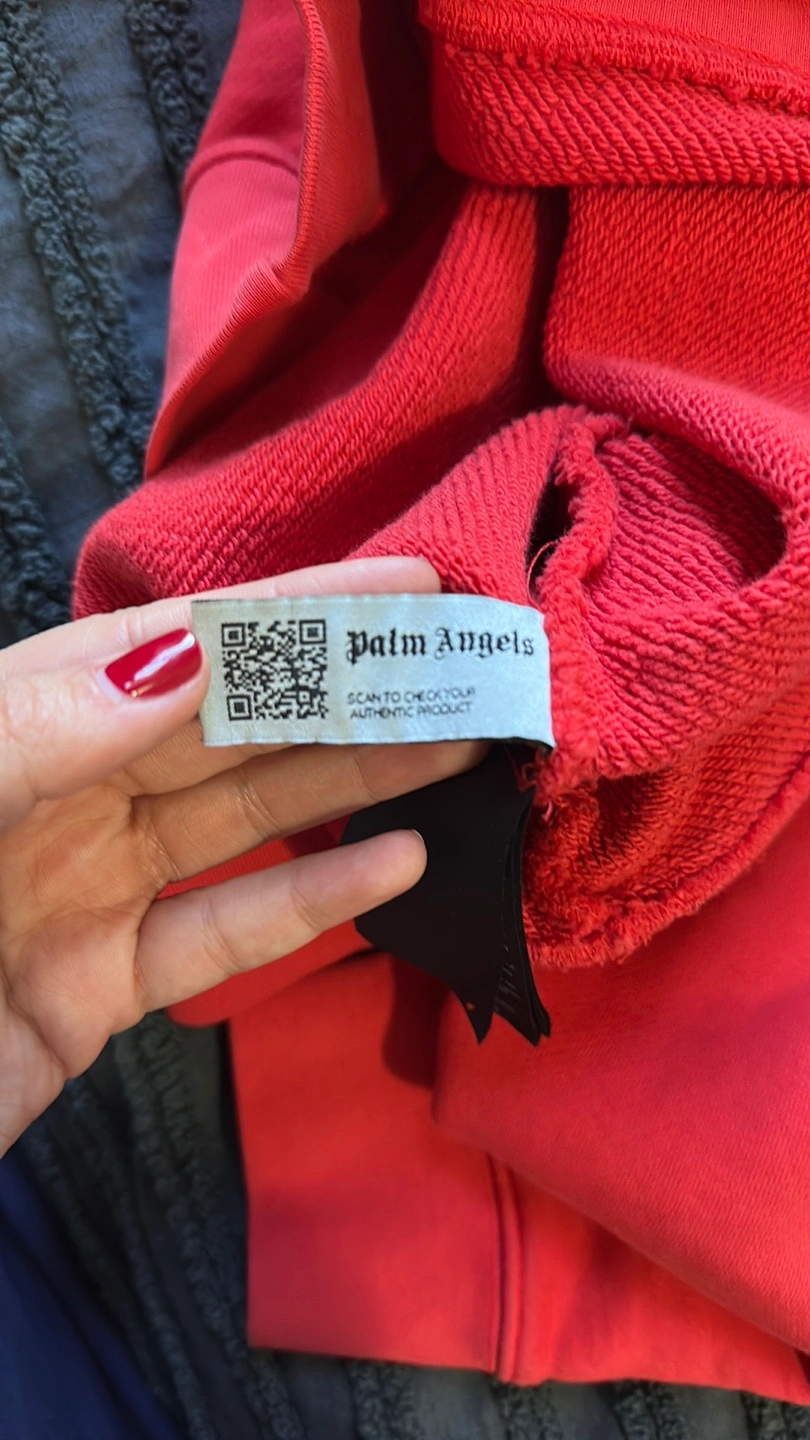 Palm Angels
SCAN TO CHECK YOUR
AUTHENTIC PRODUCT